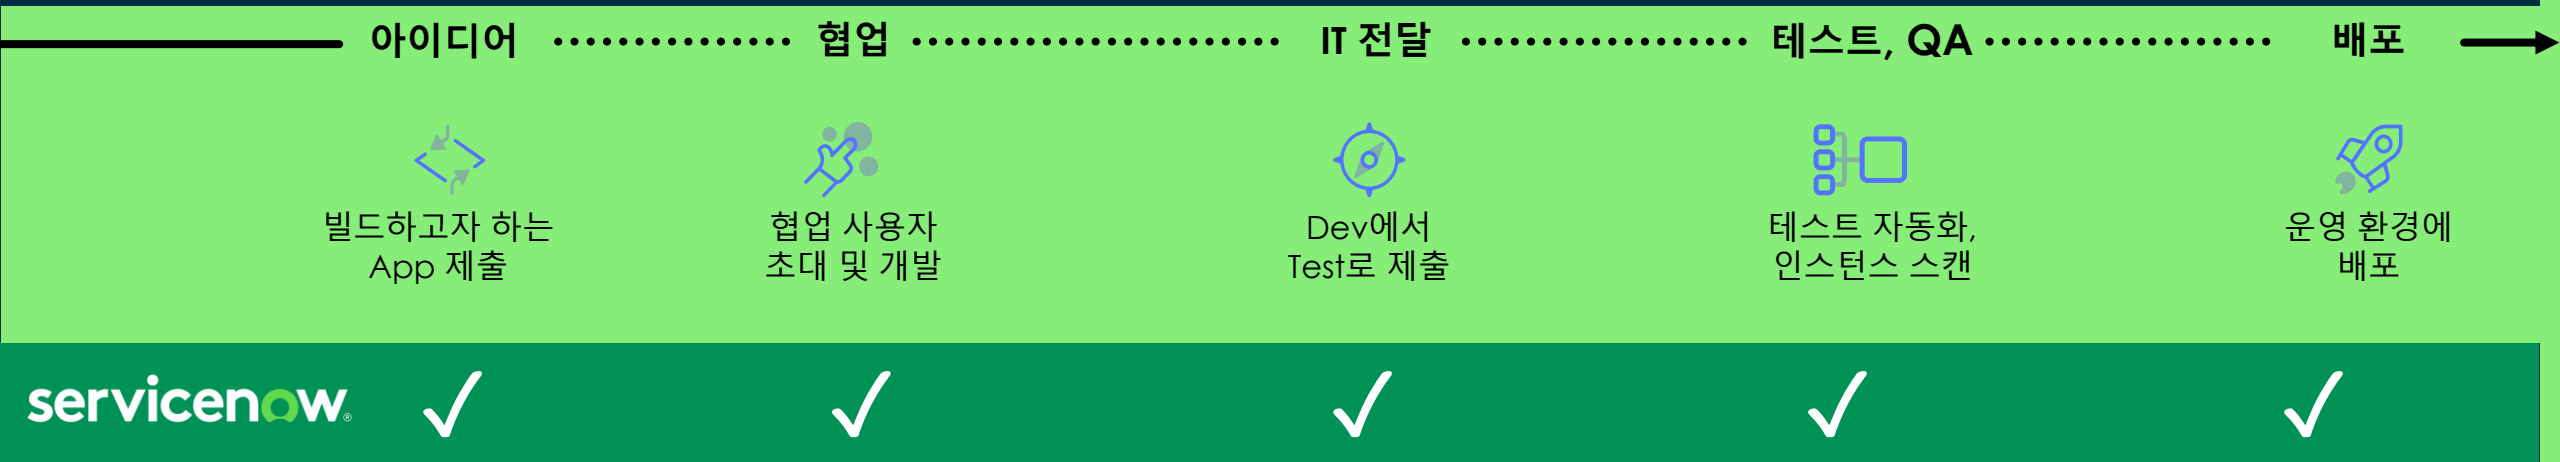 아이디어 협업 IT 전달 테스트, QA 배포
빌드하고자 하는
App 제출
협업 사용자
초대 및 개발
Dev에서
Test로 제출
테스트 자동화,
인스턴스 스캔
운영 환경에
배포
servicenow®